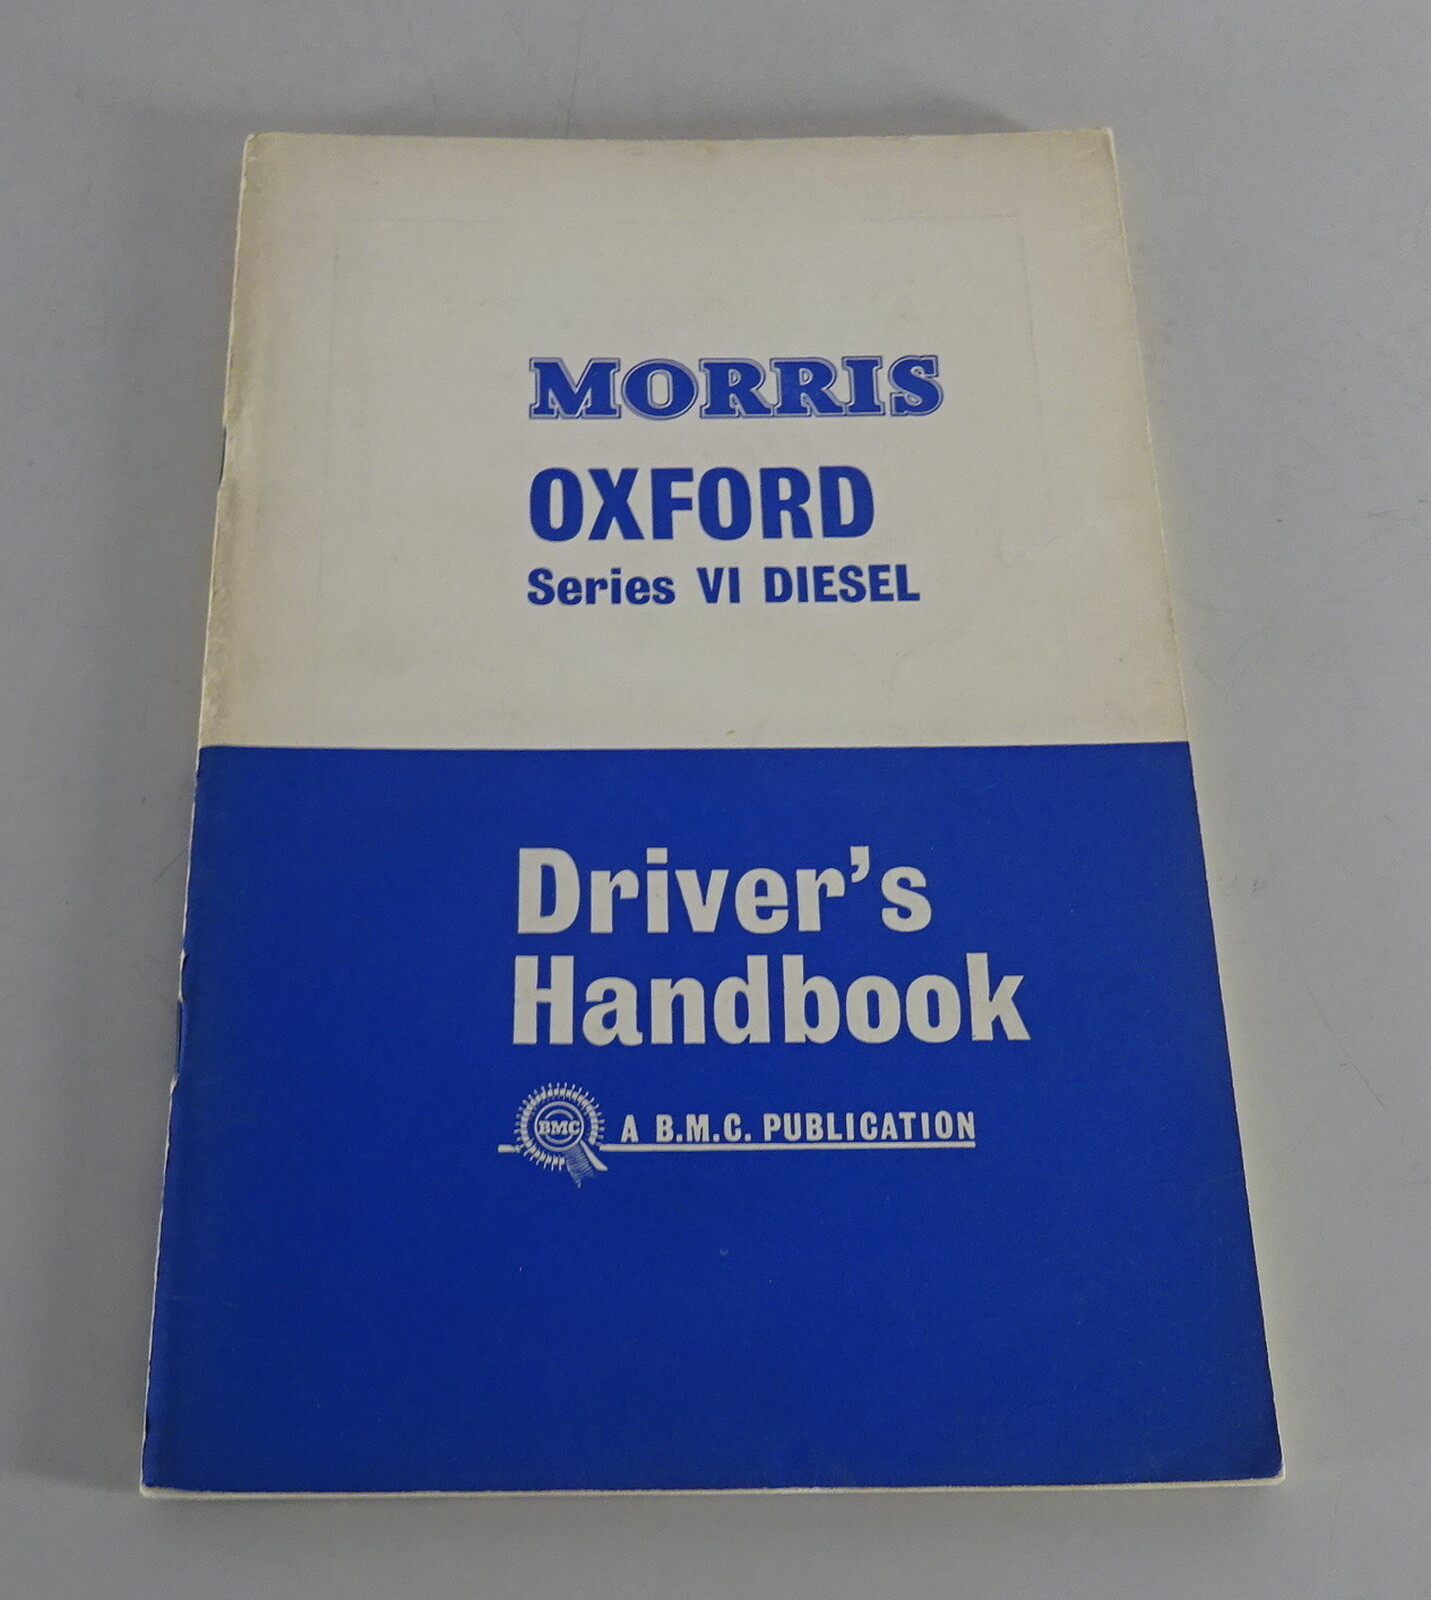 MORRIS
OXFORD
Series VI DIESEL
Driver's
Handbook
BMC A B.M.C. PUBLICATION